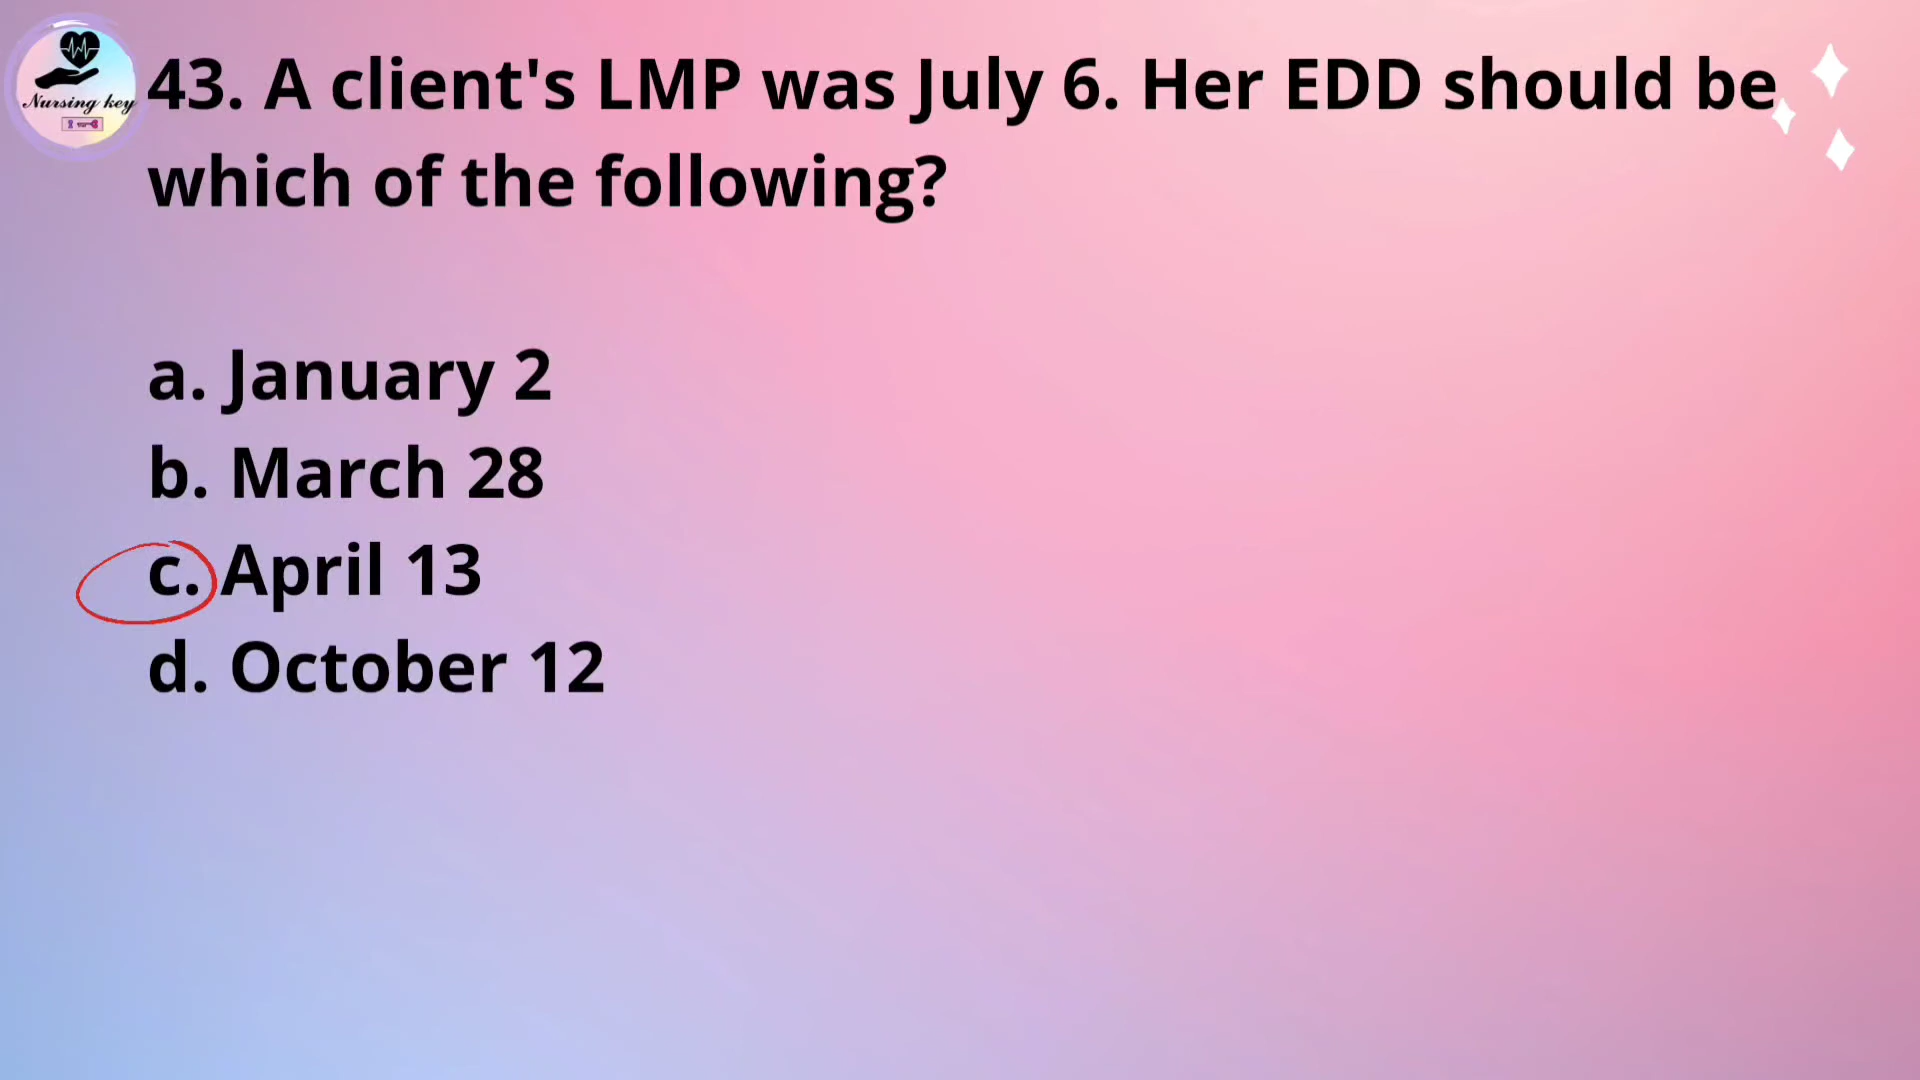 Nursing key
43. A client's LMP was July 6. Her EDD should be
which of the following?
a. January 2
b. March 28
c. April 13
d. October 12